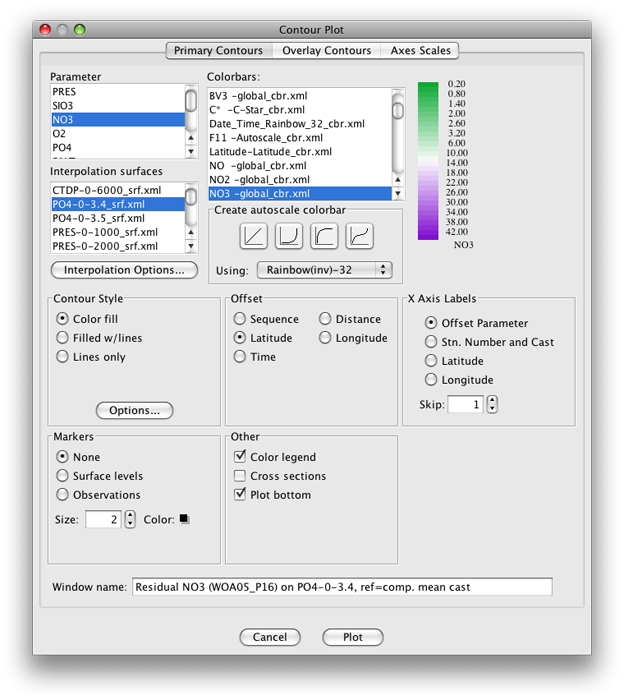 Contour Plot
Primary Contours Overlay Contours Axes Scales
Parameter
PRES
SIO3
NO3
O2
PO4
Interpolation surfaces
CTDP-0-6000_srf.xml
PO4-0-3.4_srf.xml
PO4-0-3.5_srf.xml
PRES-0-1000_srf.xml
PRES-0-2000_srf.xml
Interpolation Options...
Colorbars:
BV3 -global_cbr.xml
C* -C-Star_cbr.xml
Date_Time_Rainbow_32_cbr.xml
F11 -Autoscale_cbr.xml
Latitude-Latitude_cbr.xml
NO -global_cbr.xml
NO2 -global_cbr.xml
NO3 -global_cbr.xml
Create autoscale colorbar
Using: Rainbow(inv)-32
0.20
0.80
1.40
2.00
2.60
3.20
6.00
10.00
14.00
18.00
22.00
26.00
30.00
34.00
38.00
42.00
NO3
Contour Style
Color fill
Filled w/lines
Lines only
Options...
Offset
Sequence Distance
Latitude Longitude
Time
X Axis Labels
Offset Parameter
Stn. Number and Cast
Latitude
Longitude
Skip: 1
Markers
None
Surface levels
Observations
Size: 2 Color:
Other
Color legend
Cross sections
Plot bottom
Window name: Residual NO3 (WOA05_P16) on PO4-0-3.4, ref=comp. mean cast
Cancel Plot